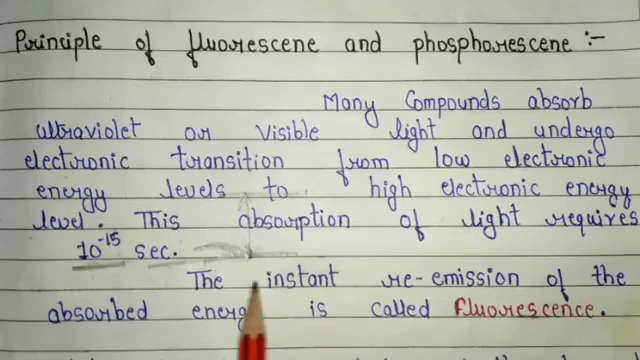 Principle of fluorescene and phosphorescene :-
Many Compounds absorb
ultraviolet or visible light and undergo
electronic transition from low electronic
energy levels to high electronic energy
level. This absorption of light requires
10⁻¹⁵ sec.
The instant re-emission of the
absorbed energy is called fluorescence.